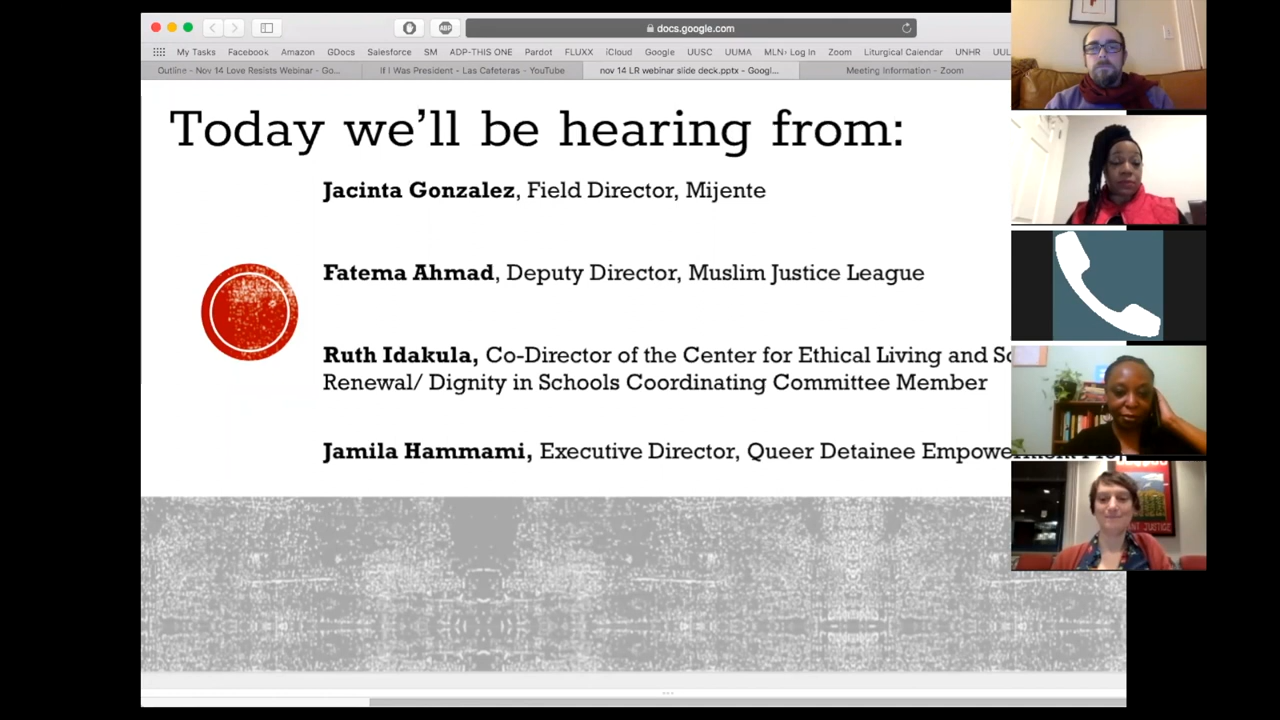 docs.google.com
My Tasks Facebook Amazon GDocs Salesforce SM ADP-THIS ONE Pardot FLUXX iCloud Google UUSC UUMA MLN> Log In Zoom Liturgical Calendar UNHR UUL
Outline - Nov 14 Love Resists Webinar - Go... If I Was President - Las Cafeteras - YouTube nov 14 LR webinar slide deck.pptx - Googl... Meeting Information - Zoom
ABP
Today we'll be hearing from:
Jacinta Gonzalez, Field Director, Mijente
Fatema Ahmad, Deputy Director, Muslim Justice League
Ruth Idakula, Co-Director of the Center for Ethical Living and
Renewal/ Dignity in Schools Coordinating Committee Member
Jamila Hammami, Executive Director, Queer Detainee
JUSTICE